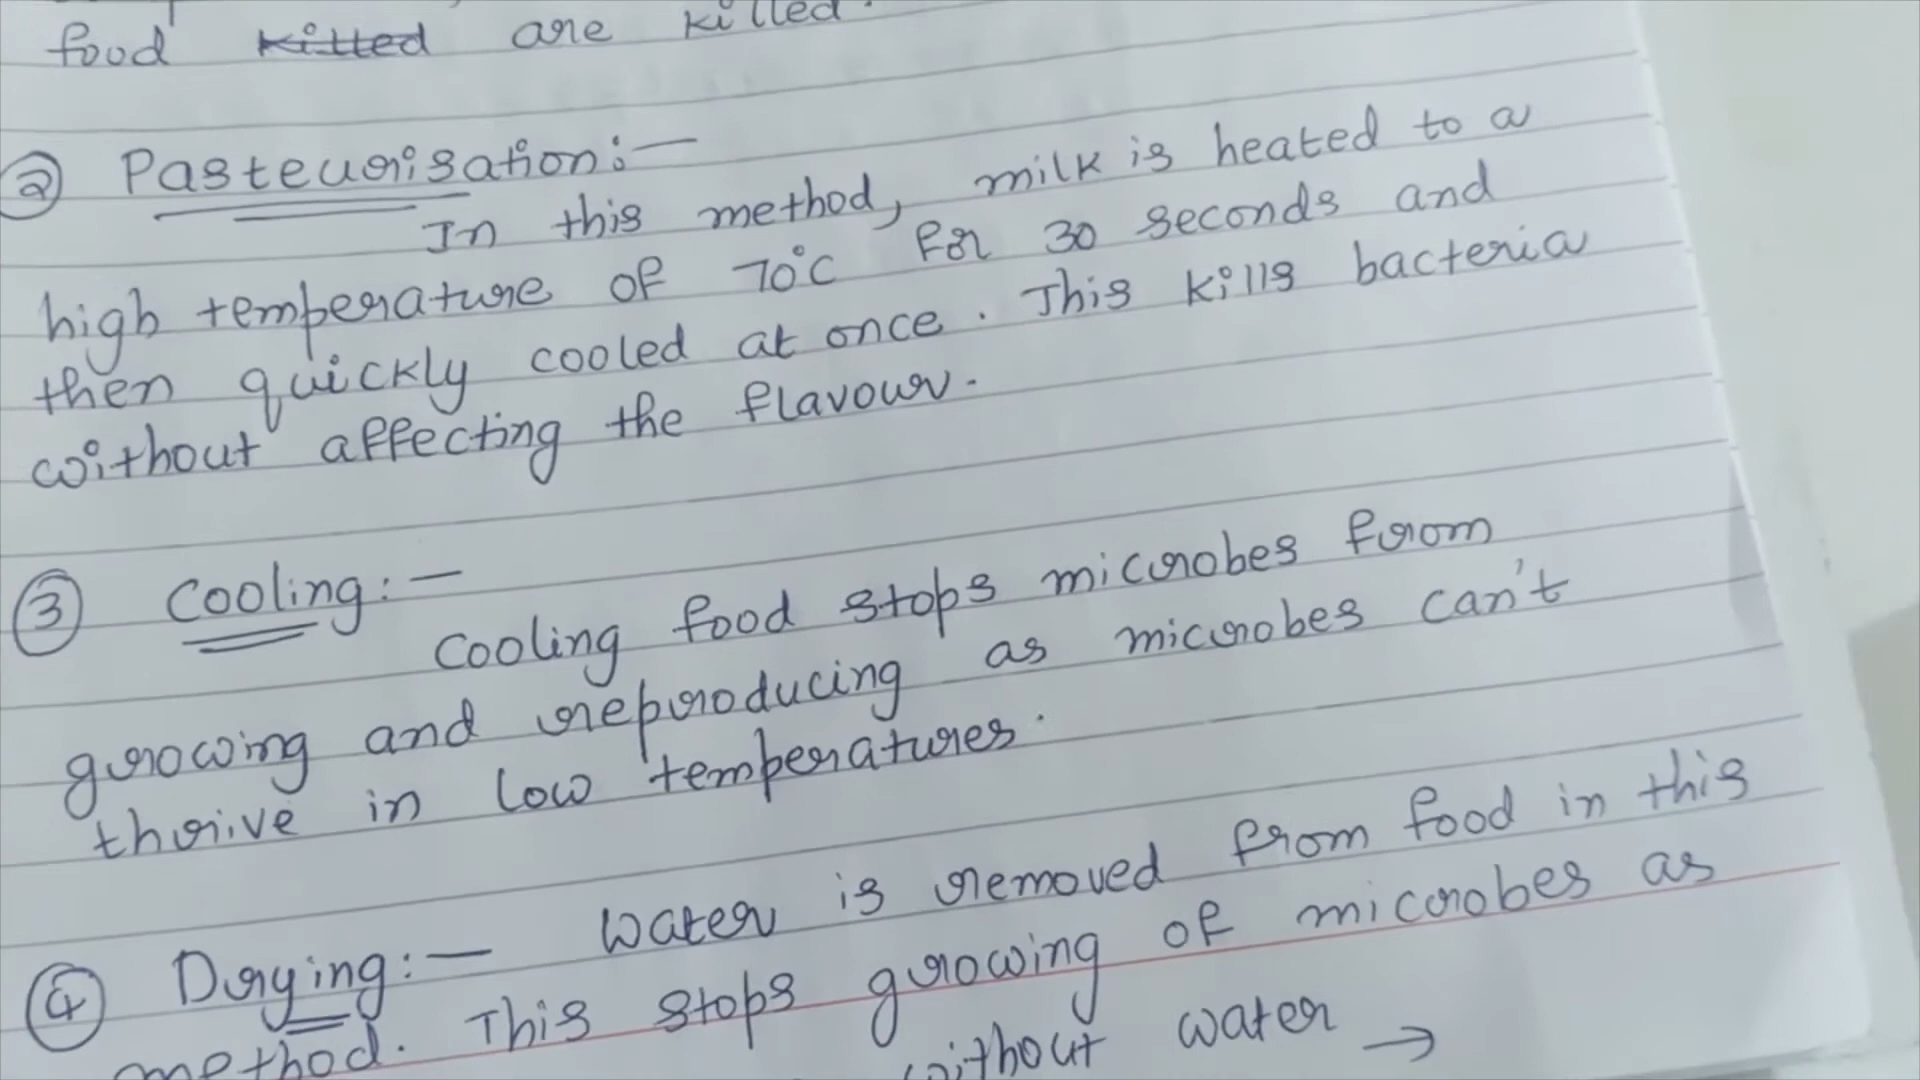 food killed are killed.
② Pasteurisation:—
In this method, milk is heated to a
high temperature of 70°C for 30 seconds and
then quickly cooled at once. This kills bacteria
without affecting the flavour.
③ Cooling:—
Cooling food stops microbes from
growing and reproducing as microbes can't
thrive in low temperatures.
④ Drying:— Water is removed from food in this
method. This stops growing of microbes as
without water →